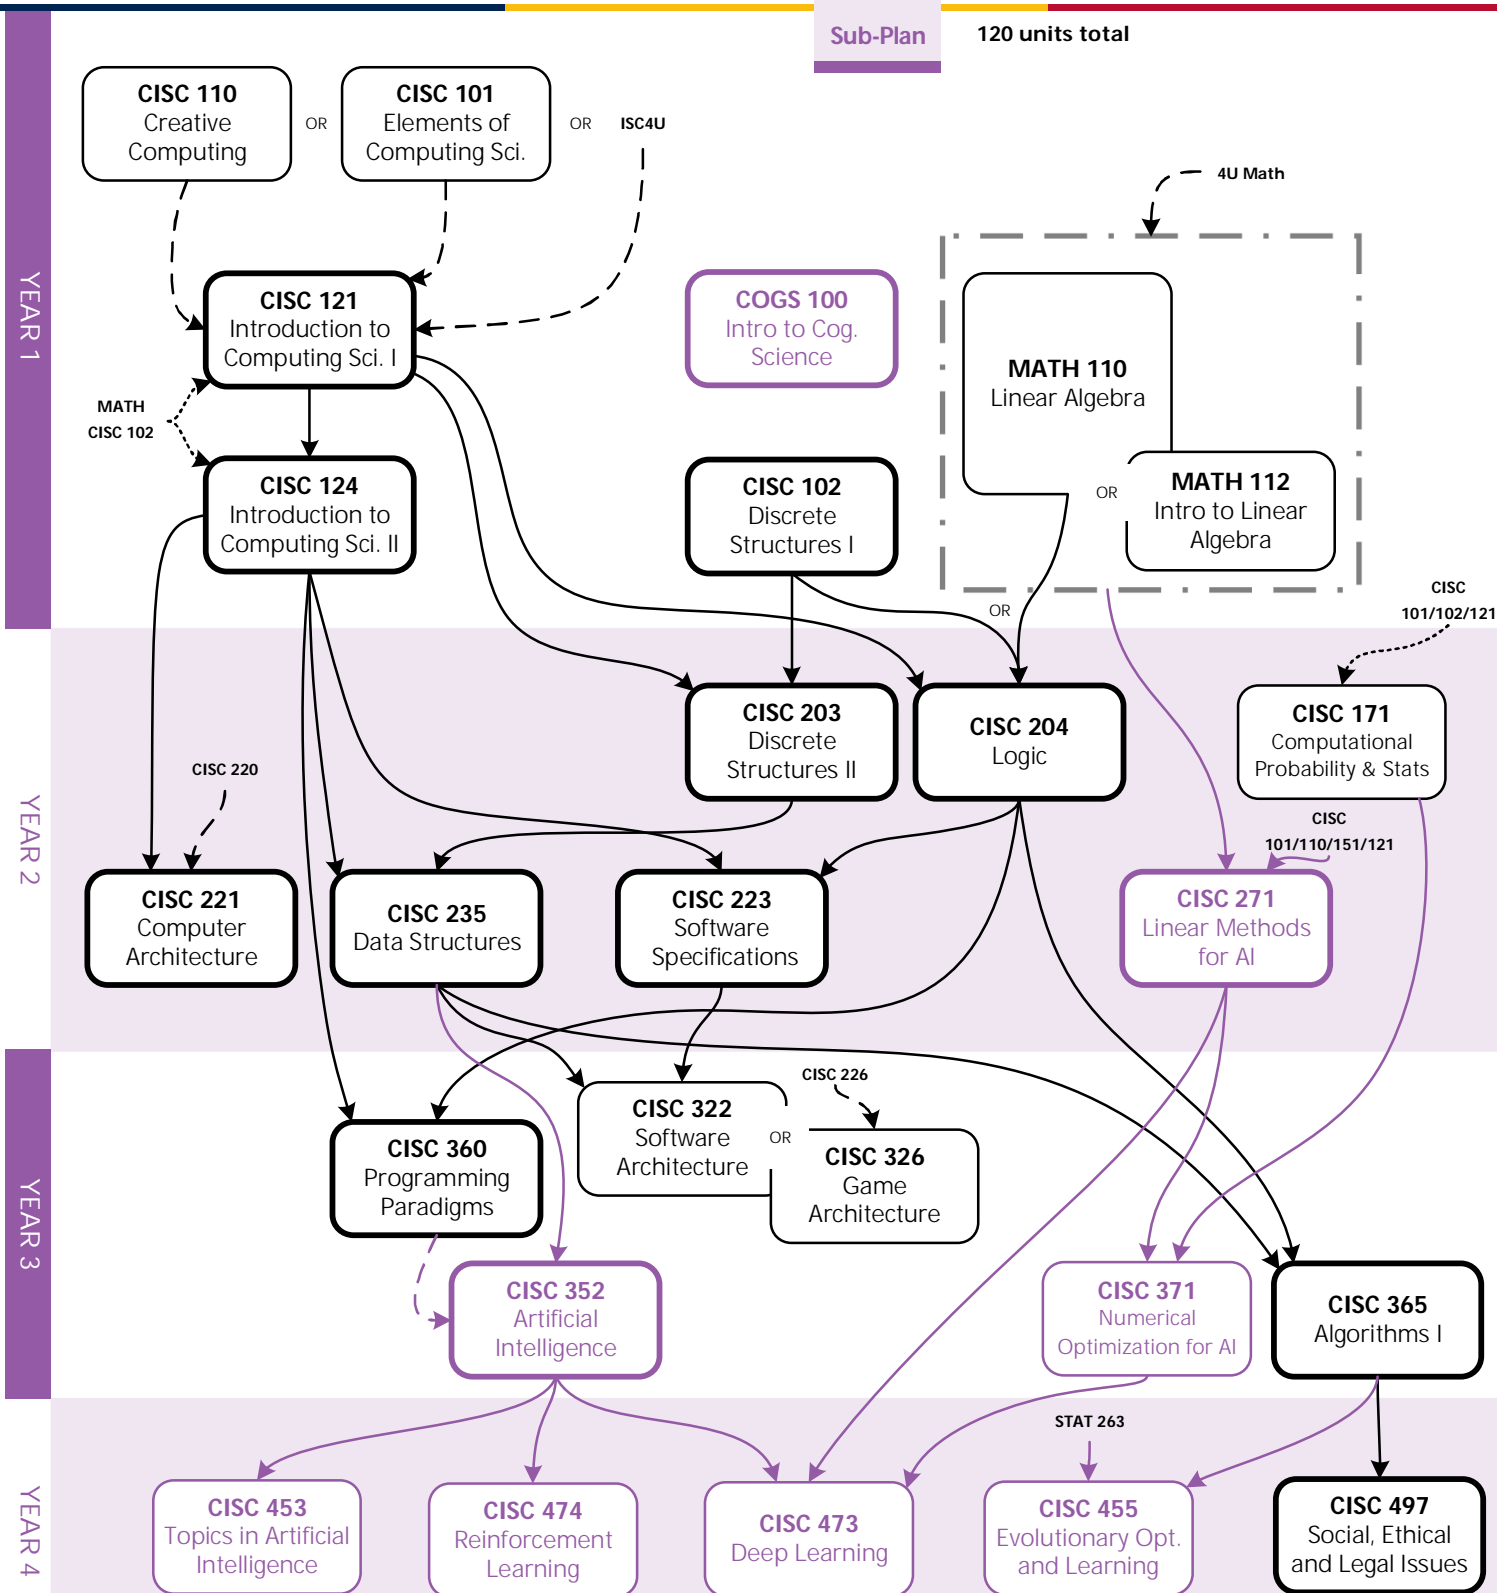 Sub-Plan
120 units total
YEAR 1
CISC 110
Creative
Computing
OR
CISC 101
Elements of
Computing Sci.
OR
ISC4U
4U Math
CISC 121
Introduction to
Computing Sci. I
COGS 100
Intro to Cog.
Science
MATH 110
Linear Algebra
MATH
CISC 102
CISC 124
Introduction to
Computing Sci. II
CISC 102
Discrete
Structures I
OR
MATH 112
Intro to Linear
Algebra
OR
CISC
101/102/121
YEAR 2
CISC 203
Discrete
Structures II
CISC 204
Logic
CISC 171
Computational
Probability & Stats
CISC 220
CISC
101/110/151/121
CISC 221
Computer
Architecture
CISC 235
Data Structures
CISC 223
Software
Specifications
CISC 271
Linear Methods
for AI
YEAR 3
CISC 226
CISC 322
Software
Architecture
OR
CISC 326
Game
Architecture
CISC 360
Programming
Paradigms
CISC 352
Artificial
Intelligence
CISC 371
Numerical
Optimization for AI
CISC 365
Algorithms I
YEAR 4
STAT 263
CISC 453
Topics in Artificial
Intelligence
CISC 474
Reinforcement
Learning
CISC 473
Deep Learning
CISC 455
Evolutionary Opt.
and Learning
CISC 497
Social, Ethical
and Legal Issues